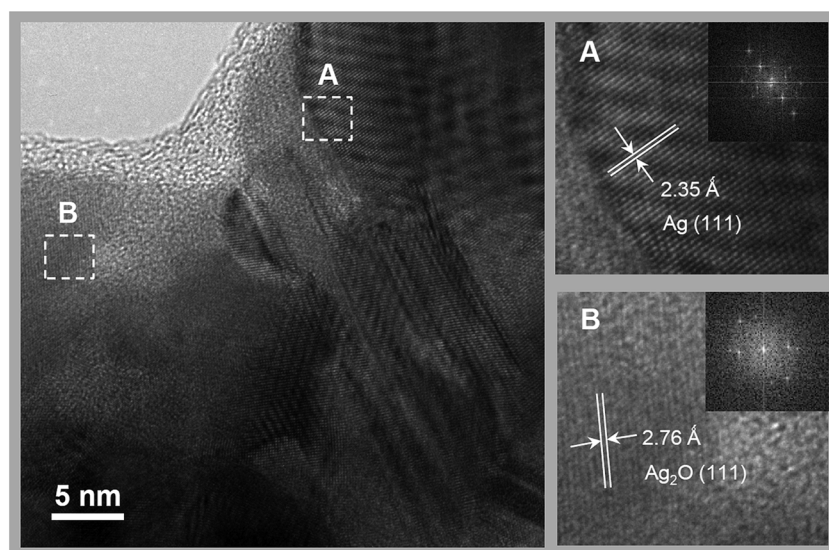 A
B
5 nm
A
2.35 Å
Ag (111)
B
2.76 Å
Ag₂O (111)